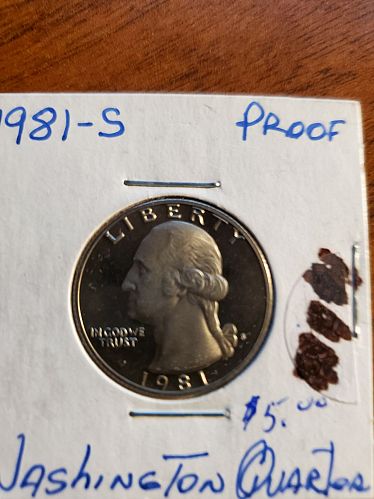 1981-S PROOF
LIBERTY
IN GOD WE
TRUST
1981
$5.00
WASHINGTON QUARTER